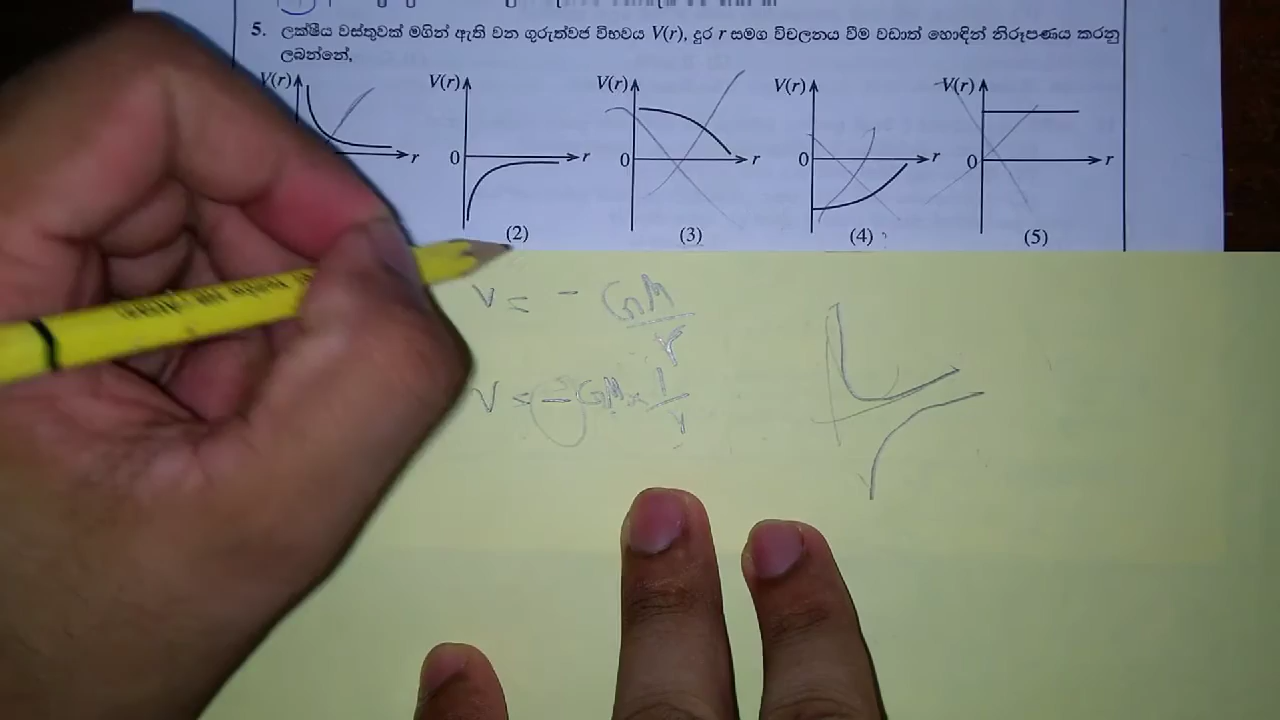 5. ලක්ෂීය වස්තුවක් මගින් ඇති වන ගුරුත්වජ විභවය V(r), දුර r සමග විචලනය වීම වඩාත් හොඳින් නිරූපණය කරනු
ලබන්නේ,
V(r) V(r) V(r) V(r) V(r)
r 0 r 0 r 0 r 0 r
(2) (3) (4) (5)
V = - GM/r
V = - GM × 1/r